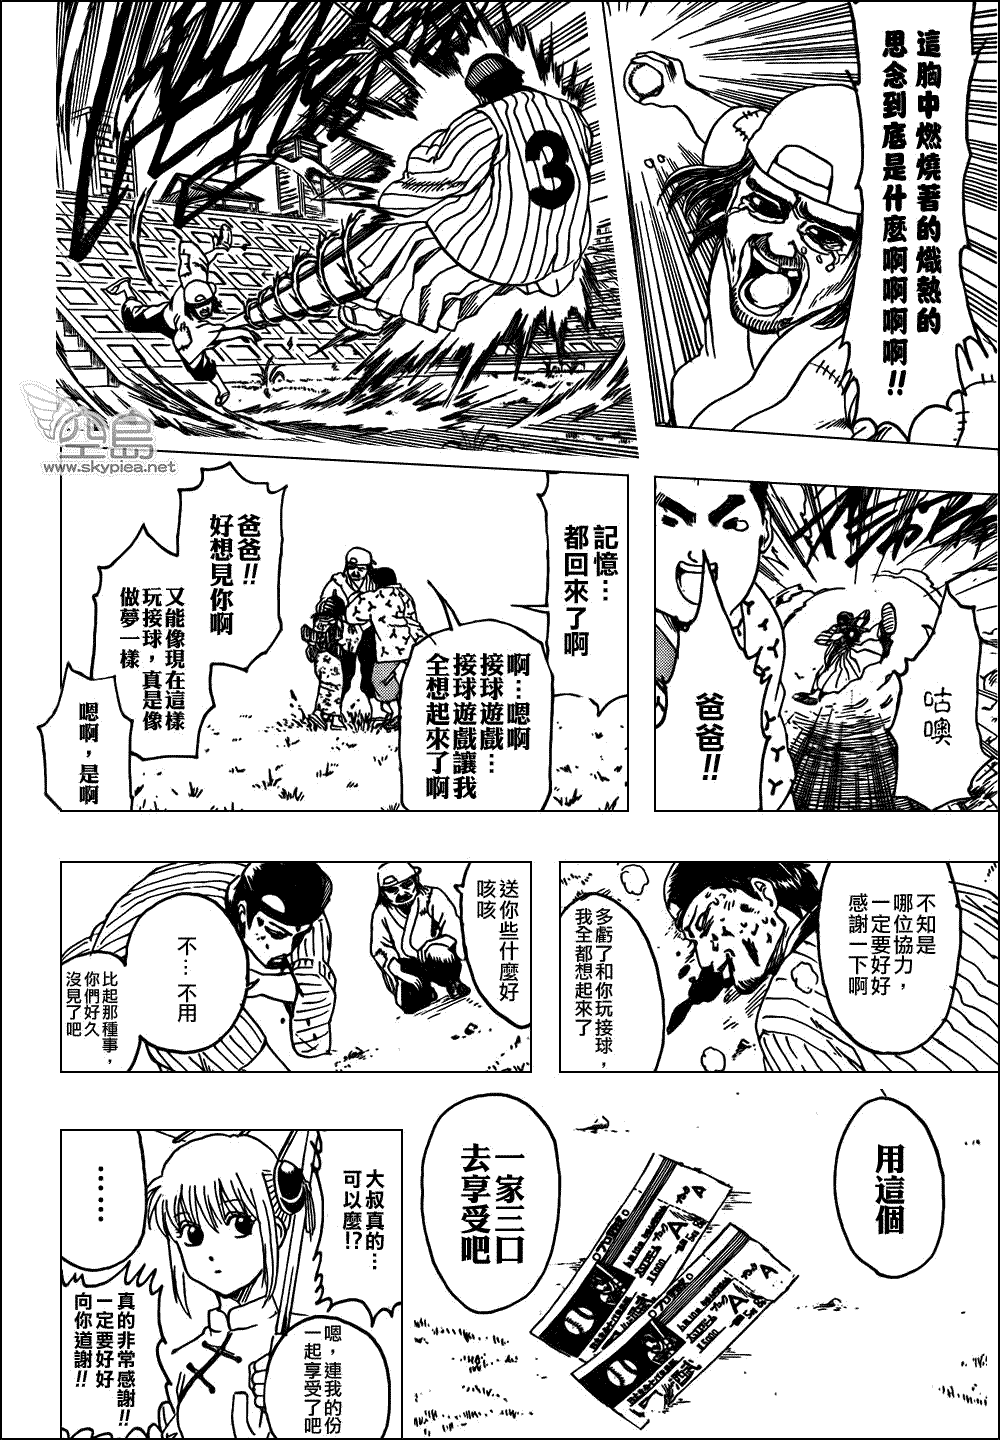 這胸中燃燒著的熾熱的
思念到底是什麼啊啊啊啊!!
3
空島
www.skypiea.net
咕噢
爸爸!!
記憶…
都回來了啊
啊…嗯啊
接球遊戲…
接球遊戲讓我
全想起來了啊
爸爸!!
好想見你啊
又能像現在這樣
玩接球,真是像
做夢一樣
嗯啊,是啊
不知是
哪位協力,
一定要好好
感謝一下啊
多虧了和你玩接球,
我全都想起來了
送你些什麼好
咳咳
不…不用
比起那種事,
你們好久
沒見了吧
用這個
一家三口
去享受吧
A
A
A
A
大叔真的…
可以麼!?
嗯,連我的份
一起享受了吧
……
真的非常感謝!!
一定要好好
向你道謝!!